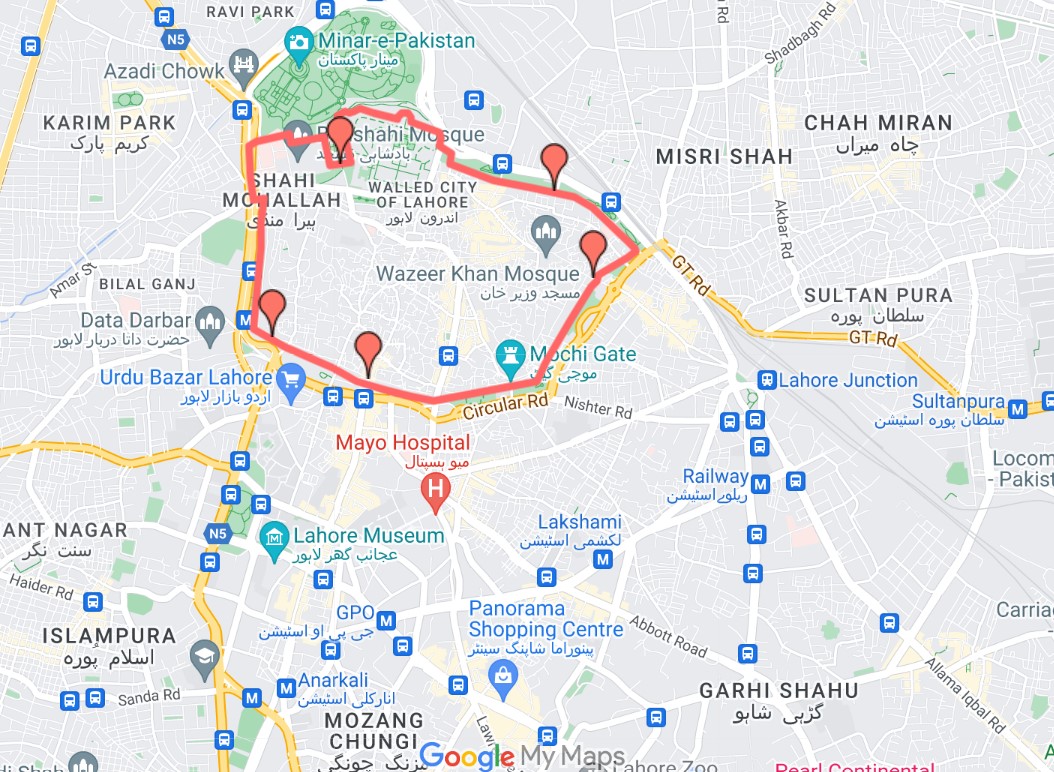 RAVI PARK
N5
Minar-e-Pakistan
مینار پاکستان
Shadbagh Rd
Rd
Azadi Chowk
KARIM PARK
کریم پارک
CHAH MIRAN
چاہ میراں
Mosque
بادشاہی
MISRI SHAH
SHAHI
MOHALLAH
ہیرا منڈی
WALLED CITY
OF LAHORE
اندرون لاہور
Akbar Rd
Amar St
BILAL GANJ
Wazeer Khan Mosque
مسجد وزیر خان
GT Rd
SULTAN PURA
سلطان پورہ
GT Rd
Data Darbar
حضرت داتا دربار لاہور
M
Mochi Gate
موچی گیٹ
Urdu Bazar Lahore
اردو بازار لاہور
Circular Rd
Nishter Rd
Lahore Junction
Sultanpura
سلطان پورہ اسٹیشن
M
Mayo Hospital
میو ہسپتال
H
Railway
ریلوے اسٹیشن
M
Locom
- Pakist
ANT NAGAR
سنت نگر
N5
Lahore Museum
عجائب گھر لاہور
Lakshami
لکشمی اسٹیشن
M
Haider Rd
GPO
جی پی او اسٹیشن
M
Panorama
Shopping Centre
پینوراما شاپنگ سینٹر
Abbott Road
Carria
ISLAMPURA
اسلام پُورہ
Sanda Rd
M
M
Anarkali
انارکلی اسٹیشن
Allama Iqbal Rd
GARHI SHAHU
گڑہی شاہو
MOZANG
CHUNGI
مزنگ چونگی
Law
Google My Maps
Lahore Zoo
Pearl Continental